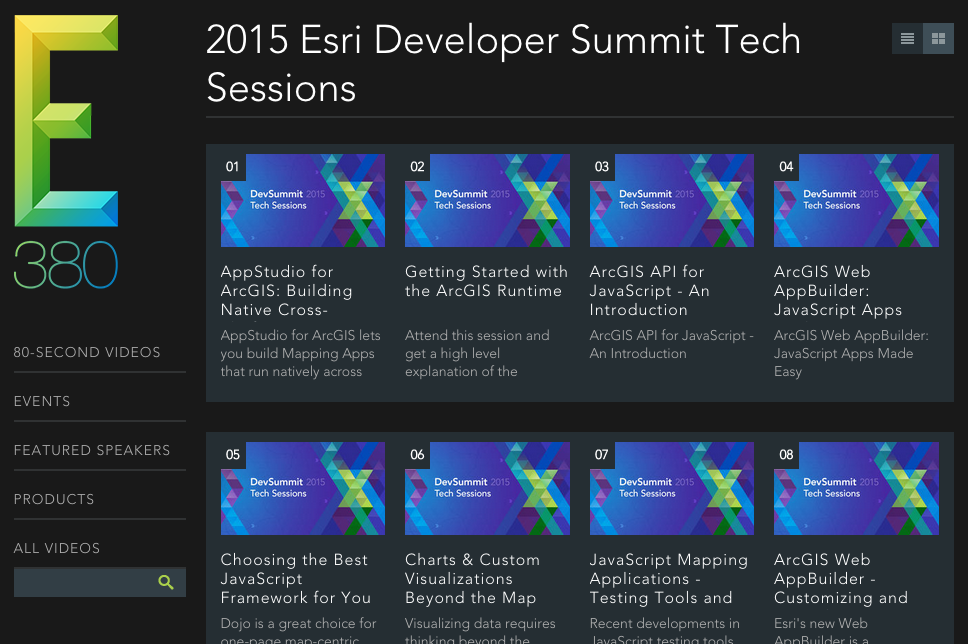 E
380
80-SECOND VIDEOS
EVENTS
FEATURED SPEAKERS
PRODUCTS
ALL VIDEOS
2015 Esri Developer Summit Tech
Sessions
01
DevSummit 2015
Tech Sessions
AppStudio for
ArcGIS: Building
Native Cross-
AppStudio for ArcGIS lets
you build Mapping Apps
that run natively across
02
DevSummit 2015
Tech Sessions
Getting Started with
the ArcGIS Runtime
Attend this session and
get a high level
explanation of the
03
DevSummit 2015
Tech Sessions
ArcGIS API for
JavaScript - An
Introduction
ArcGIS API for JavaScript -
An Introduction
04
DevSummit 2015
Tech Sessions
ArcGIS Web
AppBuilder:
JavaScript Apps
ArcGIS Web AppBuilder:
JavaScript Apps Made
Easy
05
DevSummit 2015
Tech Sessions
Choosing the Best
JavaScript
Framework for You
Dojo is a great choice for
one-page map-centric
06
DevSummit 2015
Tech Sessions
Charts & Custom
Visualizations
Beyond the Map
Visualizing data requires
thinking beyond the
07
DevSummit 2015
Tech Sessions
JavaScript Mapping
Applications -
Testing Tools and
Recent developments in
JavaScript testing tools
08
DevSummit 2015
Tech Sessions
ArcGIS Web
AppBuilder -
Customizing and
Esri's new Web
AppBuilder is a